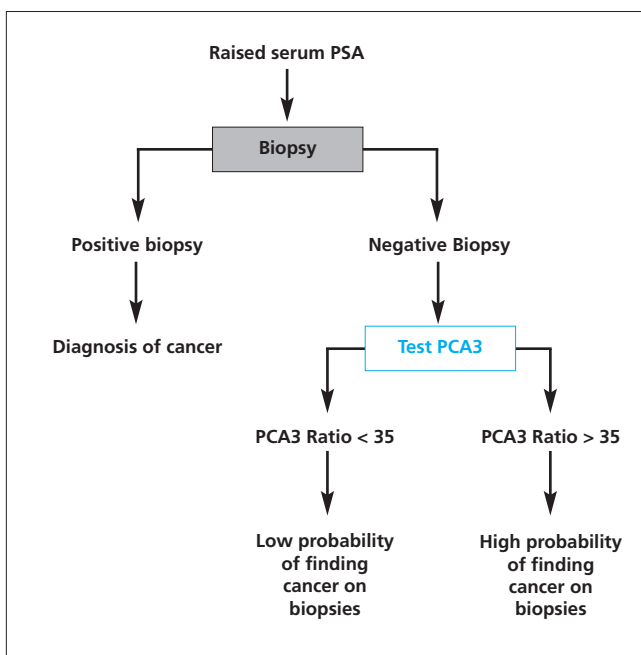 Raised serum PSA
Biopsy
Positive biopsy
Negative Biopsy
Diagnosis of cancer
Test PCA3
PCA3 Ratio < 35
PCA3 Ratio > 35
Low probability
of finding
cancer on
biopsies
High probability
of finding
cancer on
biopsies